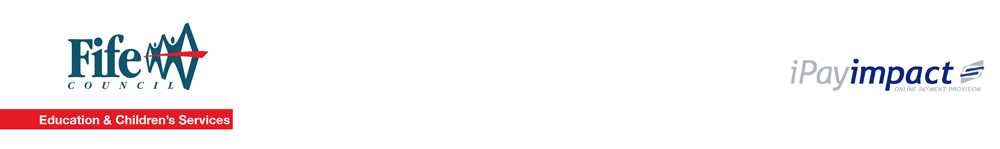 Fife
COUNCIL
Education & Children's Services
iPayimpact
ONLINE PAYMENT PROVISION